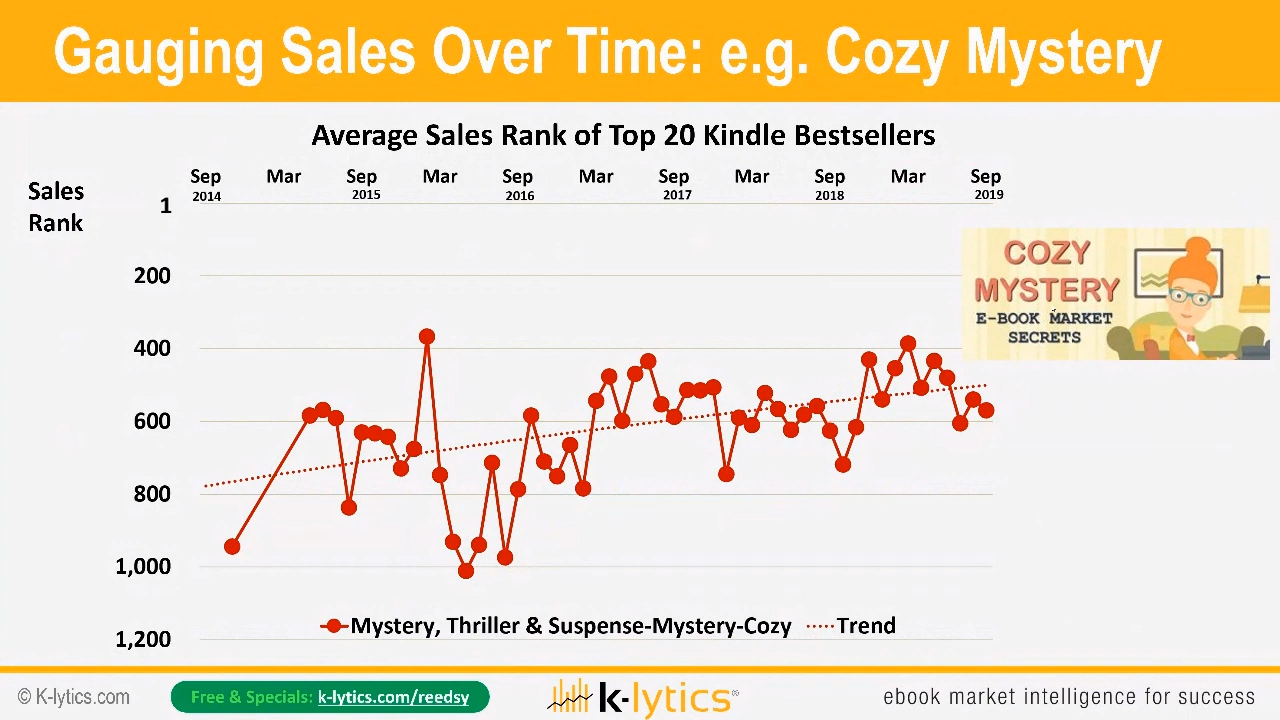 Gauging Sales Over Time: e.g. Cozy Mystery
Average Sales Rank of Top 20 Kindle Bestsellers
Sep Mar Sep Mar Sep Mar Sep Mar Sep Mar Sep
2014 2015 2016 2017 2018 2019
Sales
Rank
1
200
400
600
800
1,000
1,200
COZY
MYSTERY
E-BOOK MARKET
SECRETS
Mystery, Thriller & Suspense-Mystery-Cozy Trend
© K-lytics.com
Free & Specials: k-lytics.com/reedsy
k-lytics®
ebook market intelligence for success